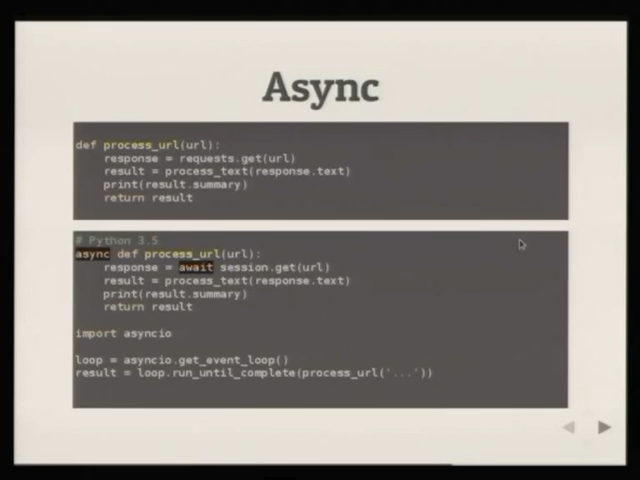 Async
def process_url(url):
    response = requests.get(url)
    result = process_text(response.text)
    print(result.summary)
    return result
# Python 3.5
async def process_url(url):
    response = await session.get(url)
    result = process_text(response.text)
    print(result.summary)
    return result
import asyncio
loop = asyncio.get_event_loop()
result = loop.run_until_complete(process_url('...'))